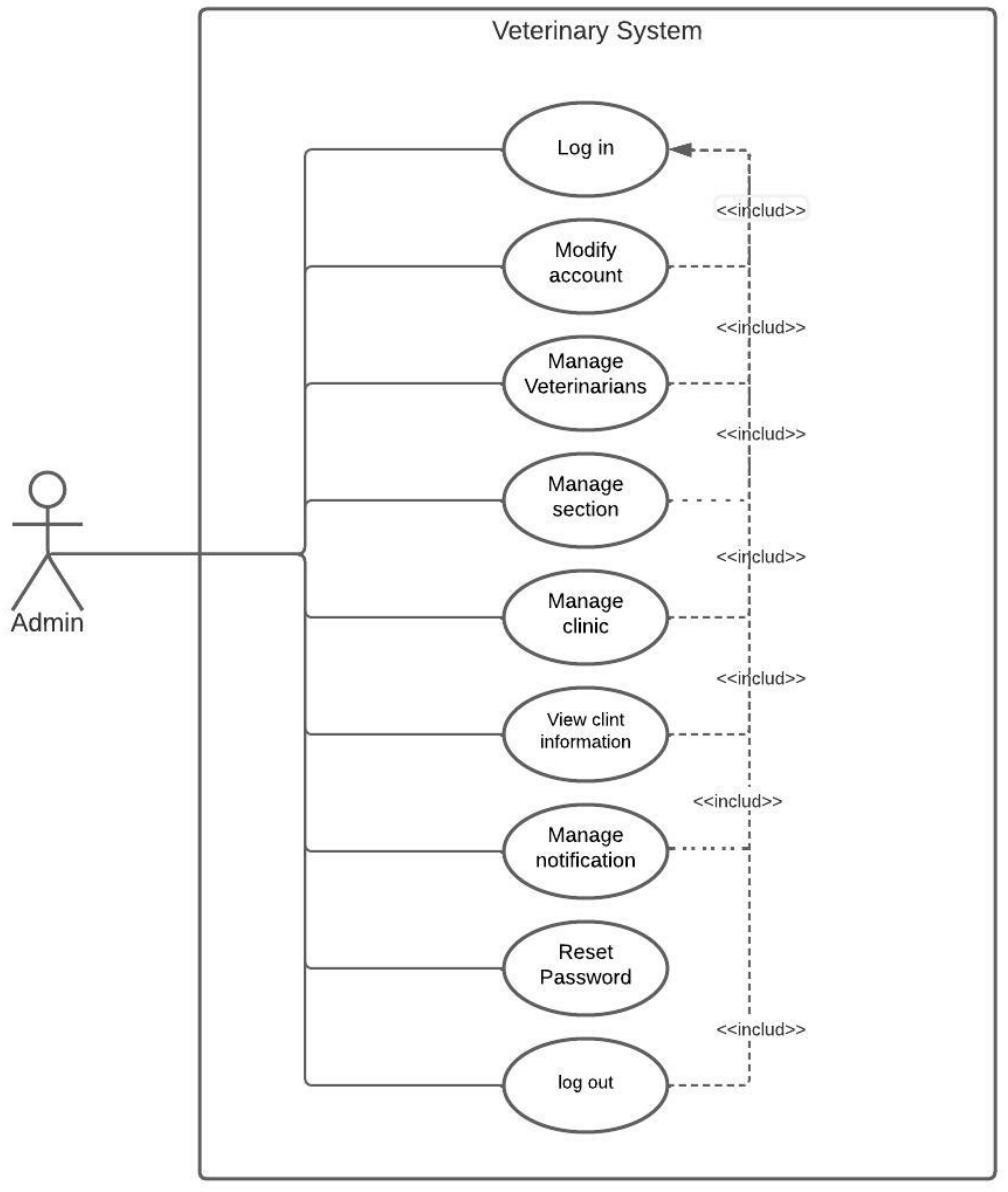 Veterinary System
Log in
<<includ>>
Modify
account
<<includ>>
Manage
Veterinarians
<<includ>>
Manage
section
<<includ>>
Admin
Manage
clinic
<<includ>>
View clint
information
<<includ>>
Manage
notification
Reset
Password
<<includ>>
log out